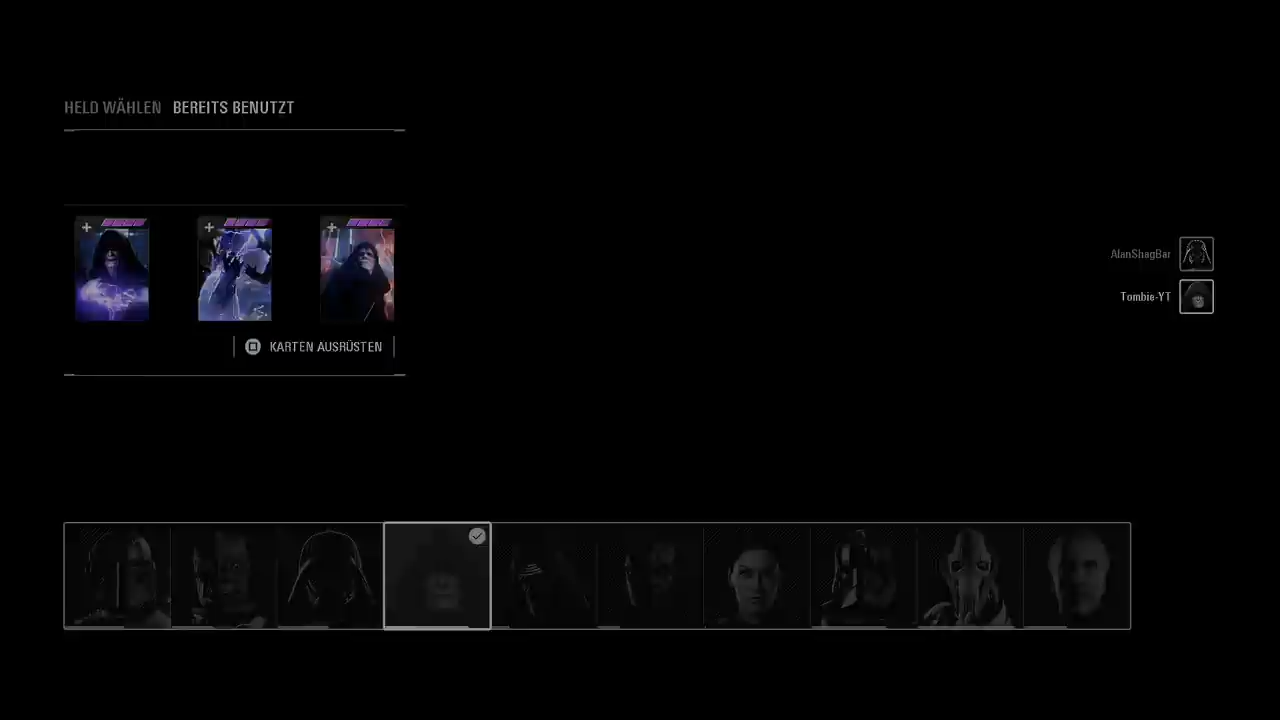 HELD WÄHLEN BEREITS BENUTZT
AlanShagBar
Tombie-YT
KARTEN AUSRÜSTEN